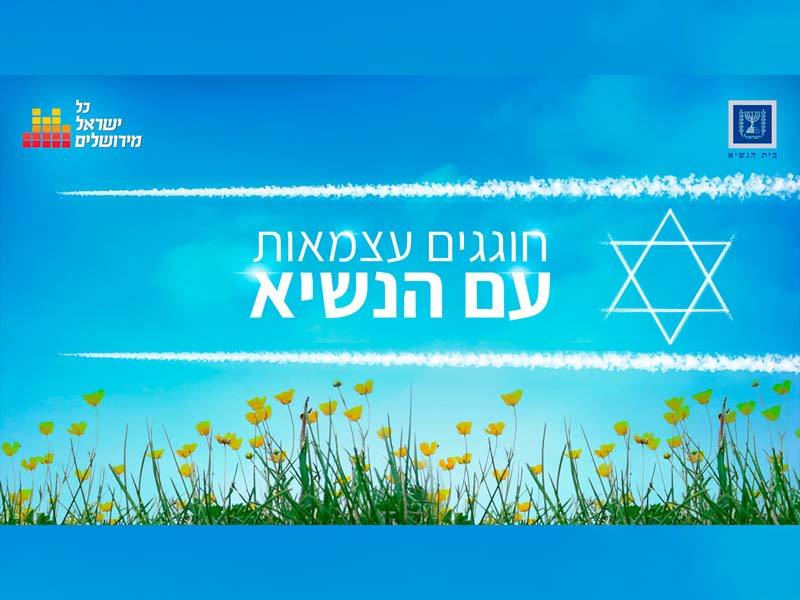 כל
ישראל
מירושלים
בית הנשיא
חוגגים עצמאות
עם הנשיא